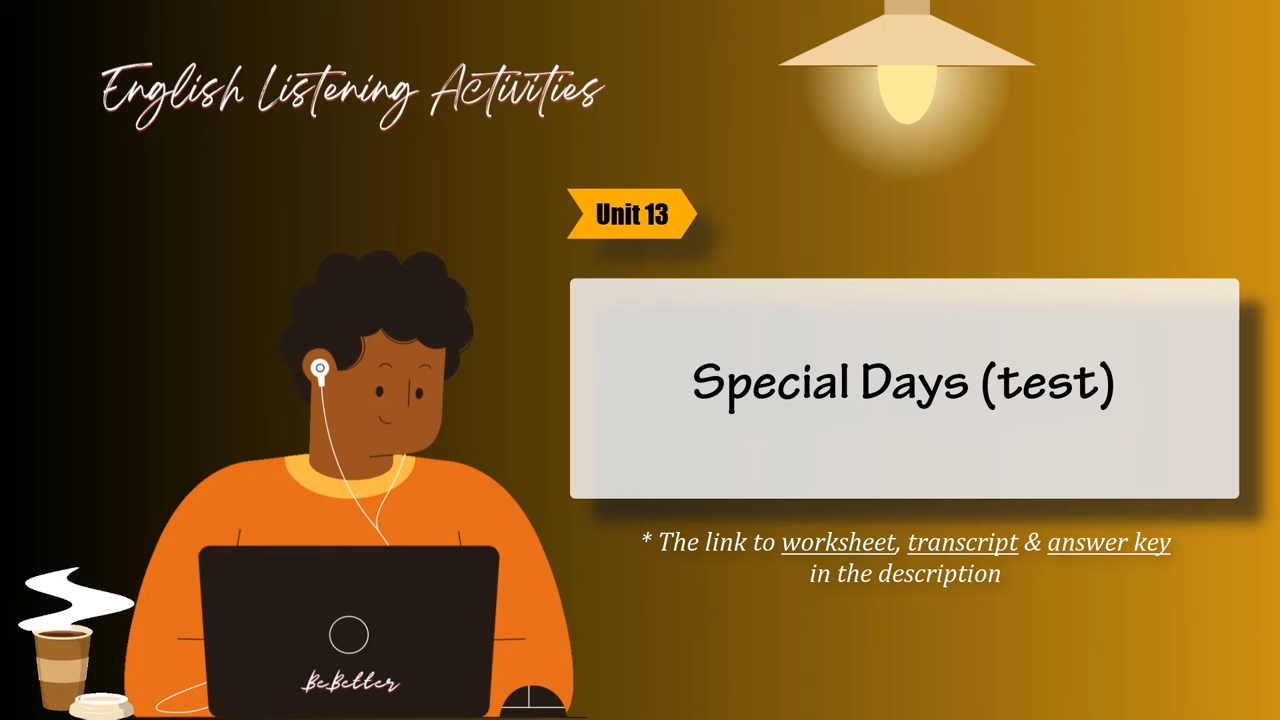 English Listening Activities
Unit 13
Special Days (test)
* The link to worksheet, transcript & answer key
in the description
BeBetter